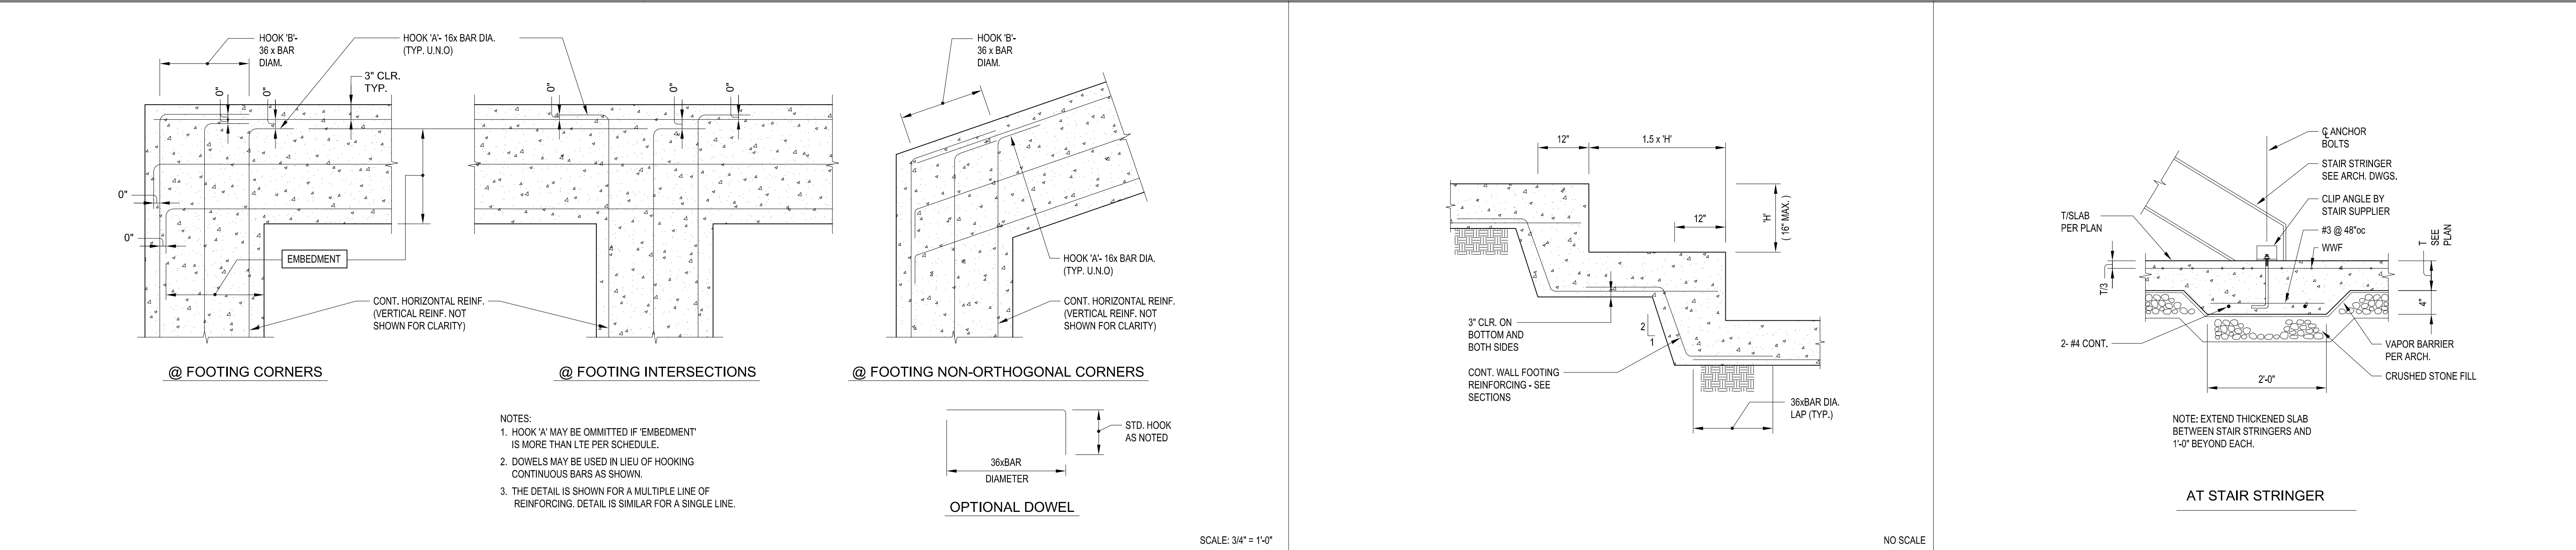 HOOK 'B'-
36 x BAR
DIAM.
HOOK 'A'- 16x BAR DIA.
(TYP. U.N.O)
3" CLR.
TYP.
0"
0"
0"
0"
EMBEDMENT
CONT. HORIZONTAL REINF.
(VERTICAL REINF. NOT
SHOWN FOR CLARITY)
@ FOOTING CORNERS
0"
0"
0"
@ FOOTING INTERSECTIONS
HOOK 'B'-
36 x BAR
DIAM.
HOOK 'A'- 16x BAR DIA.
(TYP. U.N.O)
CONT. HORIZONTAL REINF.
(VERTICAL REINF. NOT
SHOWN FOR CLARITY)
@ FOOTING NON-ORTHOGONAL CORNERS
NOTES:
1. HOOK 'A' MAY BE OMMITTED IF 'EMBEDMENT'
IS MORE THAN LTE PER SCHEDULE.
2. DOWELS MAY BE USED IN LIEU OF HOOKING
CONTINUOUS BARS AS SHOWN.
3. THE DETAIL IS SHOWN FOR A MULTIPLE LINE OF
REINFORCING. DETAIL IS SIMILAR FOR A SINGLE LINE.
STD. HOOK
AS NOTED
36xBAR
DIAMETER
OPTIONAL DOWEL
SCALE: 3/4" = 1'-0"
12"
1.5 x 'H'
12"
'H'
( 16" MAX. )
3" CLR. ON
BOTTOM AND
BOTH SIDES
2
1
CONT. WALL FOOTING
REINFORCING - SEE
SECTIONS
36xBAR DIA.
LAP (TYP.)
NO SCALE
℄ ANCHOR
BOLTS
STAIR STRINGER
SEE ARCH. DWGS.
CLIP ANGLE BY
STAIR SUPPLIER
#3 @ 48"oc
WWF
T/SLAB
PER PLAN
T/3
T
SEE
PLAN
4"
2- #4 CONT.
VAPOR BARRIER
PER ARCH.
CRUSHED STONE FILL
2'-0"
NOTE: EXTEND THICKENED SLAB
BETWEEN STAIR STRINGERS AND
1'-0" BEYOND EACH.
AT STAIR STRINGER